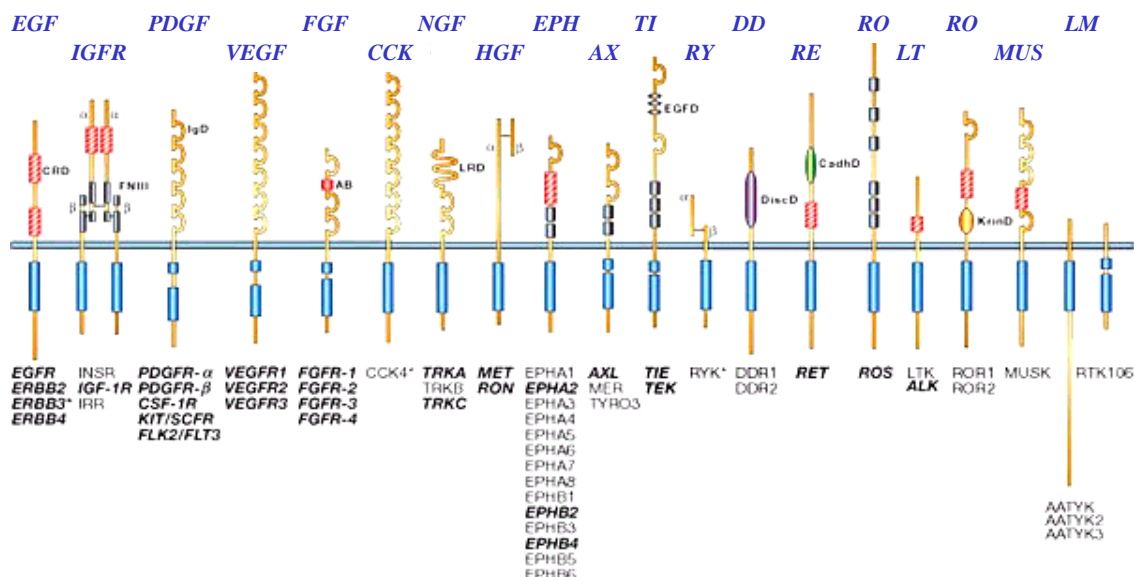 EGF PDGF FGF NGF EPH TI DD RO RO LM
IGFR VEGF CCK HGF AX RY RE LT MUS
α α
β β
CRD
FNIII
IgD
AB
LRD
α β
EGFD
α
β
DiscD
CadhD
KrinD
EGFR
ERBB2
ERBB3*
ERBB4
INSR
IGF-1R
IRR
PDGFR-α
PDGFR-β
CSF-1R
KIT/SCFR
FLK2/FLT3
VEGFR1
VEGFR2
VEGFR3
FGFR-1
FGFR-2
FGFR-3
FGFR-4
CCK4*
TRKA
TRKB
TRKC
MET
RON
EPHA1
EPHA2
EPHA3
EPHA4
EPHA5
EPHA6
EPHA7
EPHA8
EPHB1
EPHB2
EPHB3
EPHB4
EPHB5
EPHB6
AXL
MER
TYRO3
TIE
TEK
RYK*
DDR1
DDR2
RET
ROS
LTK
ALK
ROR1
ROR2
MUSK
RTK106
AATYK
AATYK2
AATYK3